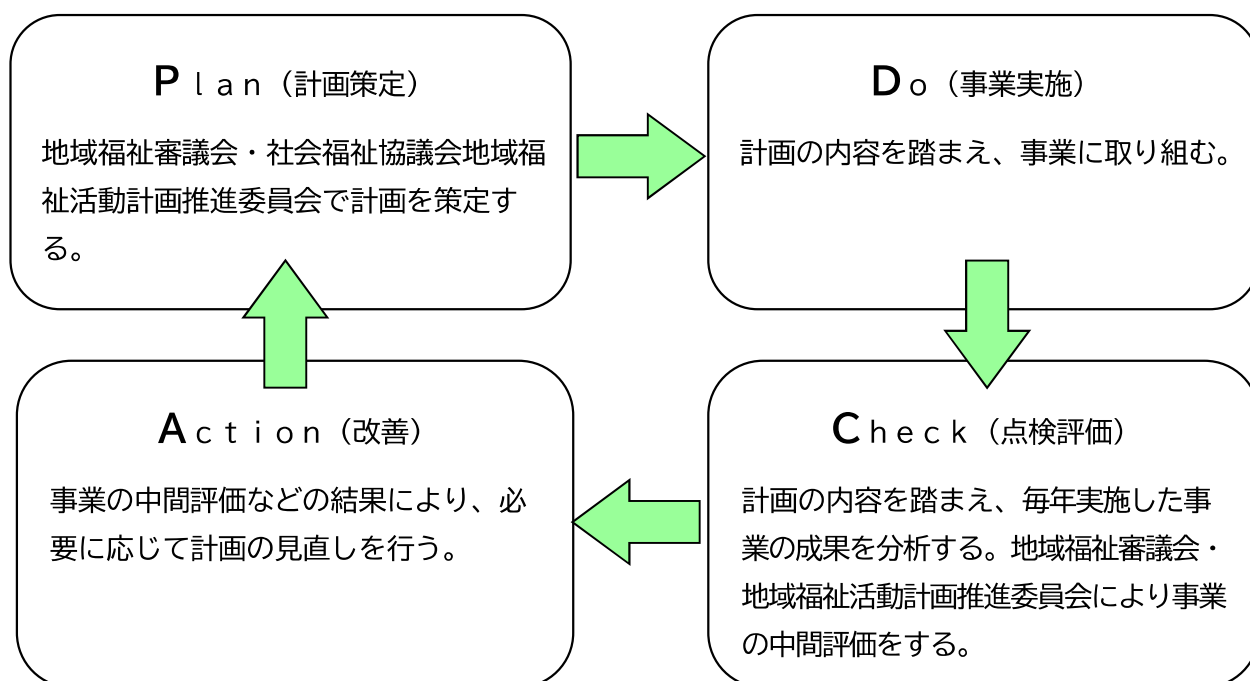 Ｐｌａｎ（計画策定）
地域福祉審議会・社会福祉協議会地域福
祉活動計画推進委員会で計画を策定す
る。
Ｄｏ（事業実施）
計画の内容を踏まえ、事業に取り組む。
Ｃｈｅｃｋ（点検評価）
計画の内容を踏まえ、毎年実施した事
業の成果を分析する。地域福祉審議会・
地域福祉活動計画推進委員会により事業
の中間評価をする。
Ａｃｔｉｏｎ（改善）
事業の中間評価などの結果により、必
要に応じて計画の見直しを行う。